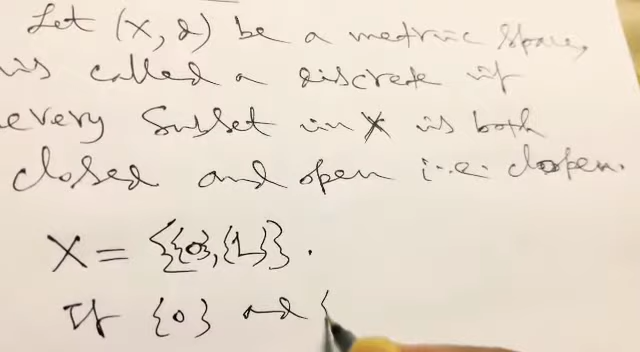 Let (X, d) be a metric space,
is called a discrete if
every Subset in X is both
closed and open i.e. clopen.
X = {{0}, {1}}.
If {0} and {